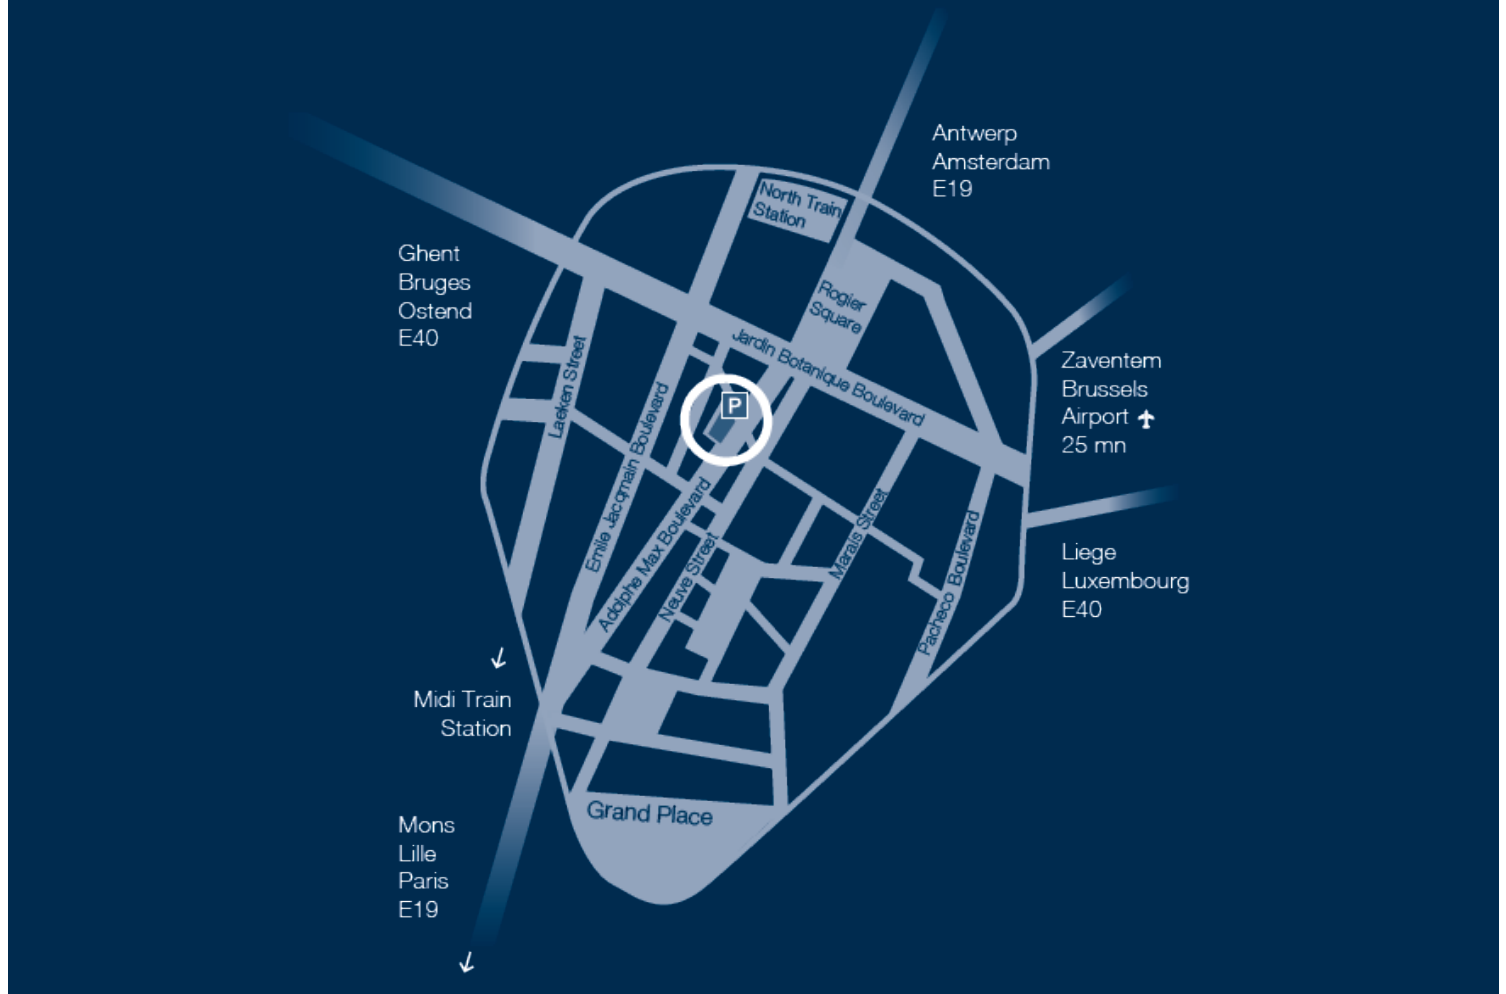 Antwerp
Amsterdam
E19
North Train
Station
Ghent
Bruges
Ostend
E40
Rogier
Square
Jardin Botanique Boulevard
Zaventem
Brussels
Airport
25 mn
P
Laeken Street
Emile Jacqmain Boulevard
Adolphe Max Boulevard
Neuve Street
Marais Street
Pacheco Boulevard
Liege
Luxembourg
E40
Midi Train
Station
Grand Place
Mons
Lille
Paris
E19